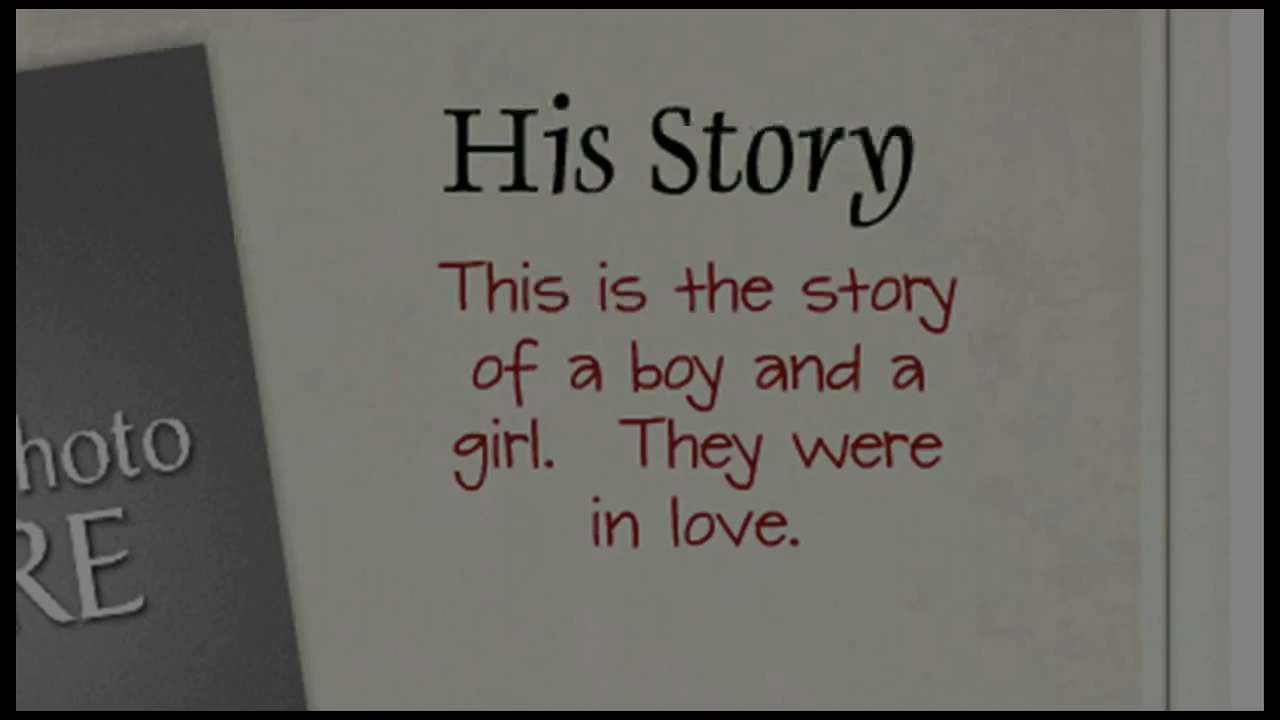 His Story
This is the story
of a boy and a
girl. They were
in love.
hoto
RE